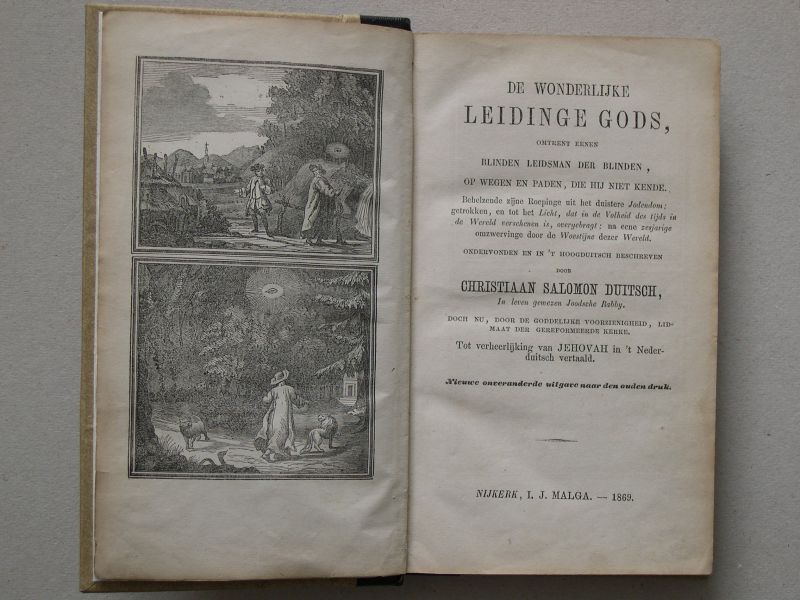 DE WONDERLIJKE
LEIDINGE GODS,
OMTRENT EENEN
BLINDEN LEIDSMAN DER BLINDEN,
OP WEGEN EN PADEN, DIE HIJ NIET KENDE.
Behelzende zijne Roepinge uit het duistere Jodendom;
getrokken, en tot het Licht, dat in de Volheid des tijds in
de Wereld verschenen is, overgebragt; na eene zesjarige
omzwervinge door de Woestijne dezer Wereld.
ONDERVONDEN EN IN 'T HOOGDUITSCH BESCHREVEN
DOOR
CHRISTIAAN SALOMON DUITSCH,
In leven gewezen Joodsche Rabby.
DOCH NU, DOOR DE GODDELIJKE VOORZIENIGHEID, LID-
MAAT DER GEREFORMEERDE KERKE.
Tot verheerlijking van JEHOVAH in 't Neder-
duitsch vertaald.
Nieuwe onveranderde uitgave naar den ouden druk.
NIJKERK, I. J. MALGA. — 1869.